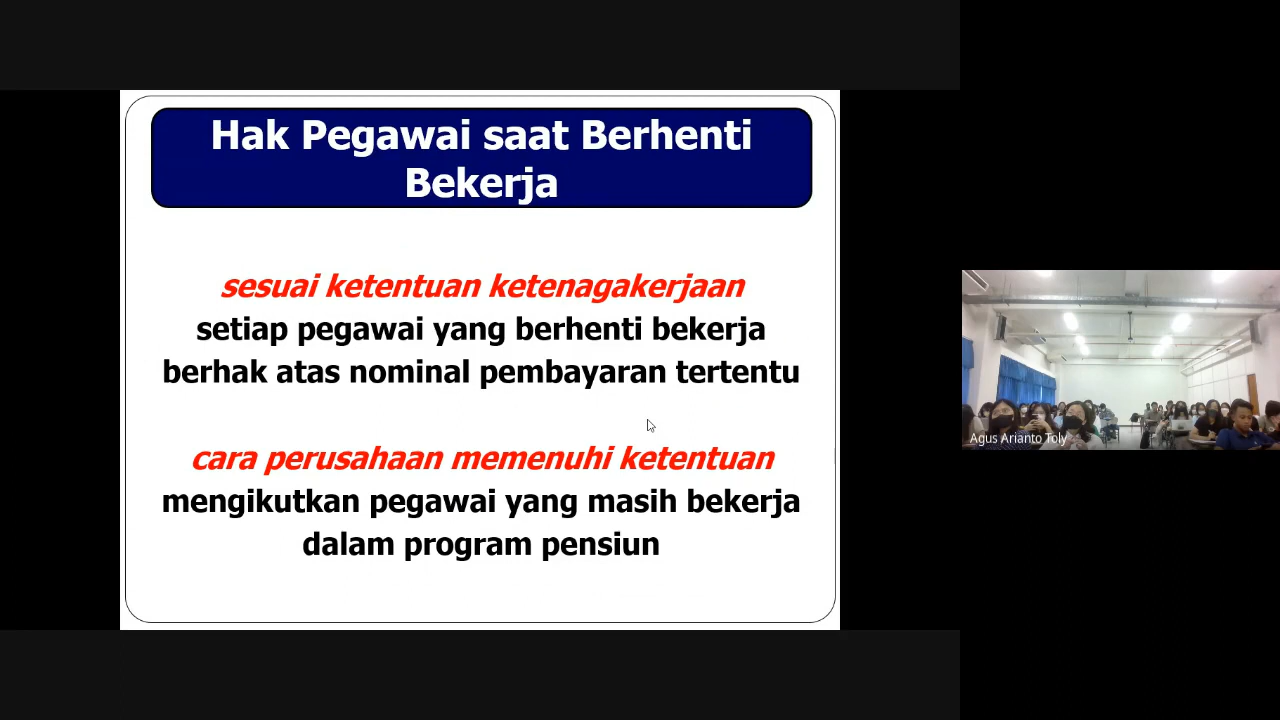 Hak Pegawai saat Berhenti
Bekerja
sesuai ketentuan ketenagakerjaan
setiap pegawai yang berhenti bekerja
berhak atas nominal pembayaran tertentu
cara perusahaan memenuhi ketentuan
mengikutkan pegawai yang masih bekerja
dalam program pensiun
Agus Arianto Toly